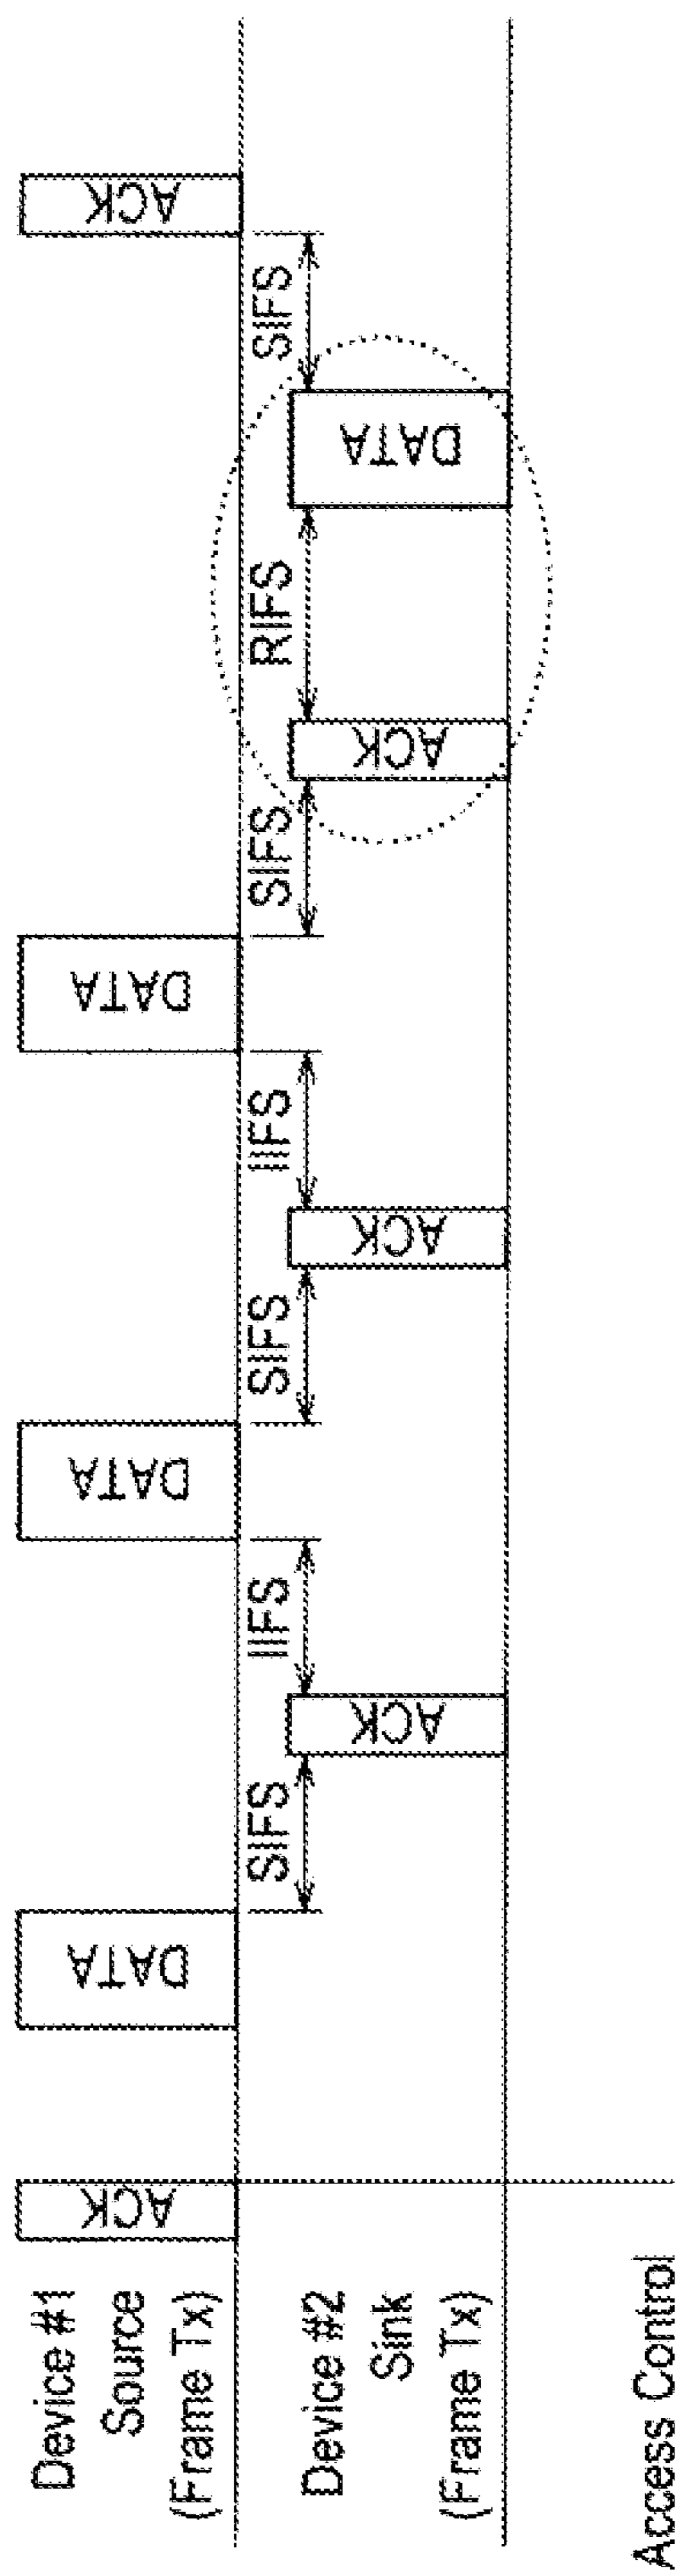 Device #1
Source
(Frame Tx)
ACK
DATA
DATA
DATA
ACK
SIFS
IIFS
SIFS
IIFS
SIFS
RIFS
SIFS
Device #2
Sink
(Frame Tx)
ACK
ACK
ACK
DATA
Access Control